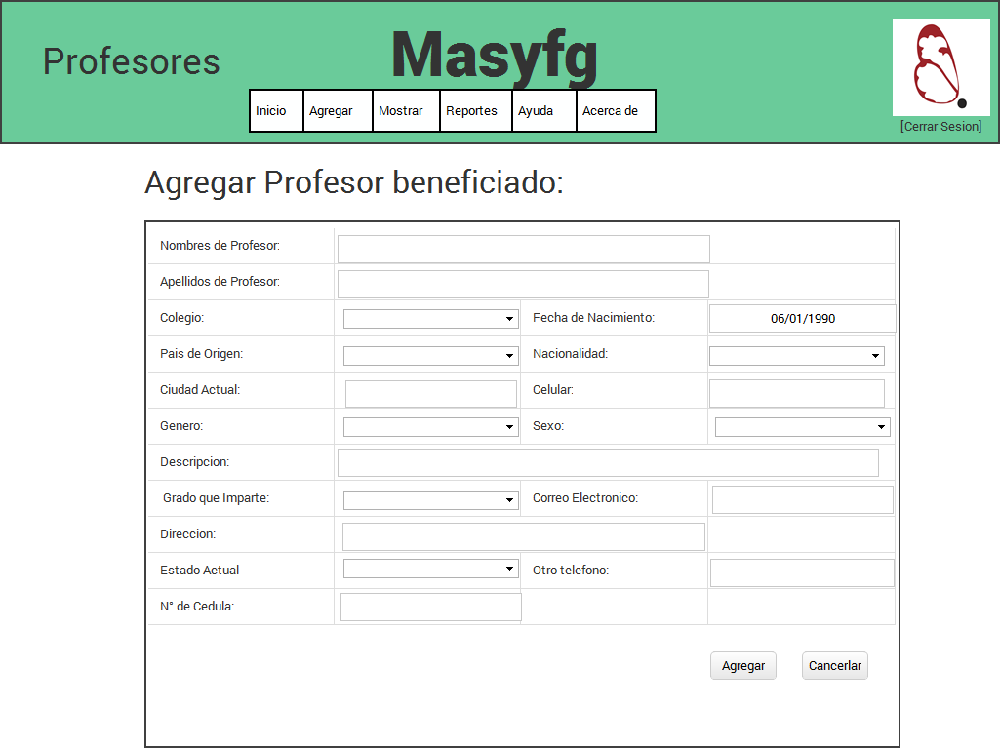 Profesores
Masyfg
Inicio Agregar Mostrar Reportes Ayuda Acerca de
[Cerrar Sesion]
Agregar Profesor beneficiado:
Nombres de Profesor:
Apellidos de Profesor:
Colegio: Fecha de Nacimiento: 06/01/1990
Pais de Origen: Nacionalidad:
Ciudad Actual: Celular:
Genero: Sexo:
Descripcion:
Grado que Imparte: Correo Electronico:
Direccion:
Estado Actual Otro telefono:
N° de Cedula:
Agregar Cancerlar